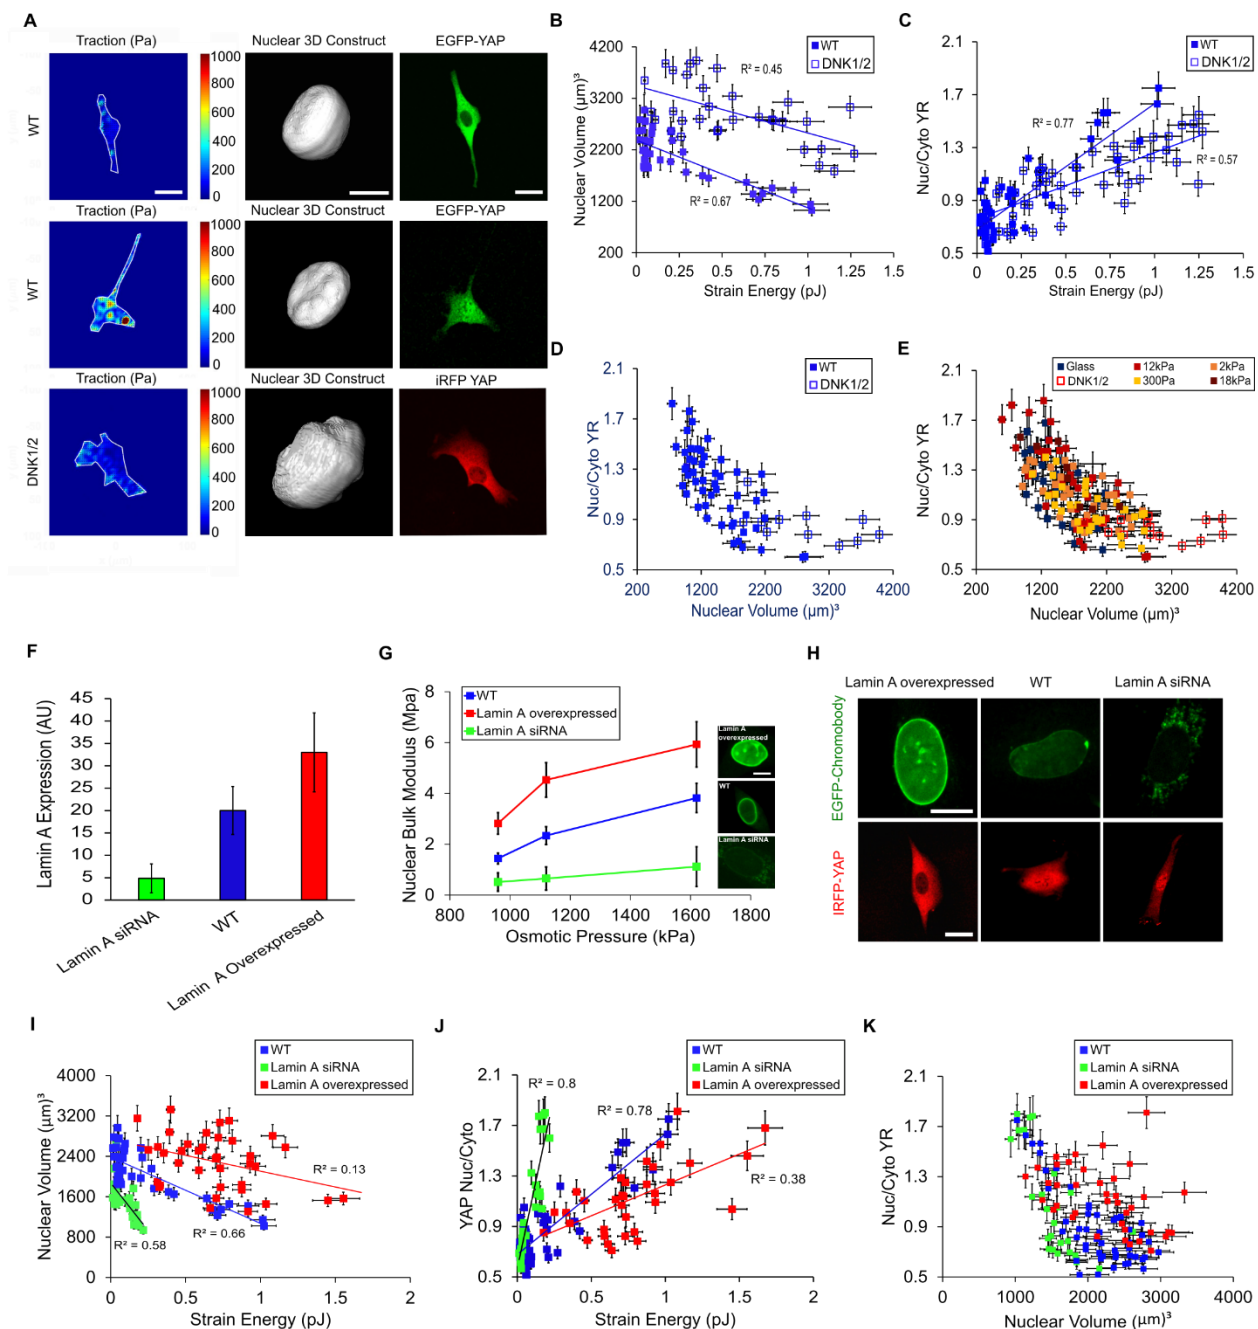 A
Traction (Pa)
Nuclear 3D Construct
EGFP-YAP
WT
1000
800
600
400
200
0
WT
Traction (Pa)
Nuclear 3D Construct
EGFP-YAP
1000
800
600
400
200
0
DNK1/2
Traction (Pa)
Nuclear 3D Construct
iRFP YAP
1000
800
600
400
200
0
B
WT
DNK1/2
R² = 0.45
R² = 0.67
Nuclear Volume (µm)³
4200
3200
2200
1200
200
0 0.25 0.5 0.75 1 1.25 1.5
Strain Energy (pJ)
C
WT
DNK1/2
R² = 0.77
R² = 0.57
Nuc/Cyto YR
2.1
1.7
1.3
0.9
0.5
0 0.25 0.5 0.75 1 1.25 1.5
Strain Energy (pJ)
D
WT
DNK1/2
Nuc/Cyto YR
2.1
1.7
1.3
0.9
0.5
200 1200 2200 3200 4200
Nuclear Volume (µm)³
E
Glass 12kPa 2kPa
DNK1/2 300Pa 18kPa
Nuc/Cyto YR
2.1
1.7
1.3
0.9
0.5
200 1200 2200 3200 4200
Nuclear Volume (µm)³
F
Lamin A Expression (AU)
45
40
35
30
25
20
15
10
5
0
Lamin A siRNA
WT
Lamin A Overexpressed
G
WT
Lamin A overexpressed
Lamin A siRNA
Nuclear Bulk Modulus (Mpa)
8
6
4
2
0
800 1000 1200 1400 1600 1800
Osmotic Pressure (kPa)
Lamin A
overexpressed
WT
Lamin A siRNA
H
Lamin A overexpressed
WT
Lamin A siRNA
EGFP-Chromobody
IRFP-YAP
I
WT
Lamin A siRNA
Lamin A overexpressed
R² = 0.13
R² = 0.66
R² = 0.58
Nuclear Volume (µm)³
4000
3200
2400
1600
800
0
0 0.5 1 1.5 2
Strain Energy (pJ)
J
WT
Lamin A siRNA
Lamin A overexpressed
R² = 0.8
R² = 0.78
R² = 0.38
YAP Nuc/Cyto
2.1
1.7
1.3
0.9
0.5
0 0.5 1 1.5 2
Strain Energy (pJ)
K
WT
Lamin A siRNA
Lamin A overexpressed
Nuc/Cyto YR
2.1
1.7
1.3
0.9
0.5
0 1000 2000 3000 4000
Nuclear Volume (µm)³